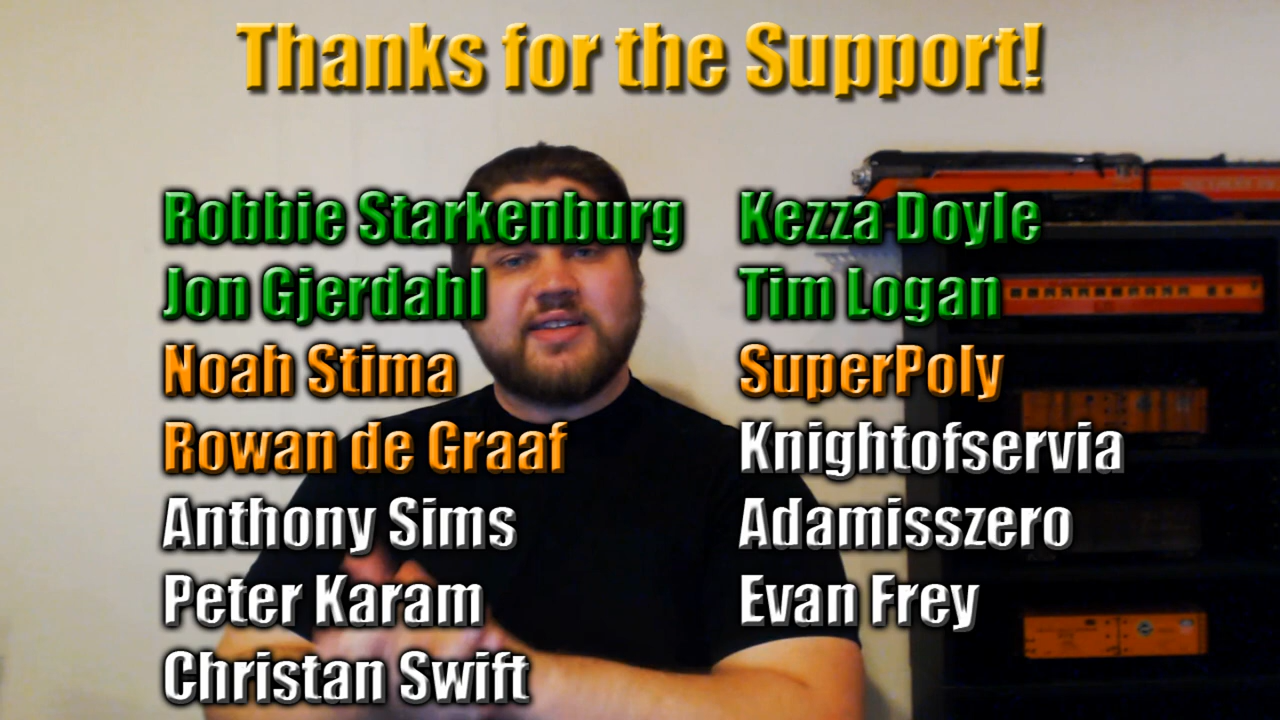 Thanks for the Support!
Robbie Starkenburg
Jon Gjerdahl
Noah Stima
Rowan de Graaf
Anthony Sims
Peter Karam
Christan Swift
Kezza Doyle
Tim Logan
SuperPoly
Knightofservia
Adamisszero
Evan Frey